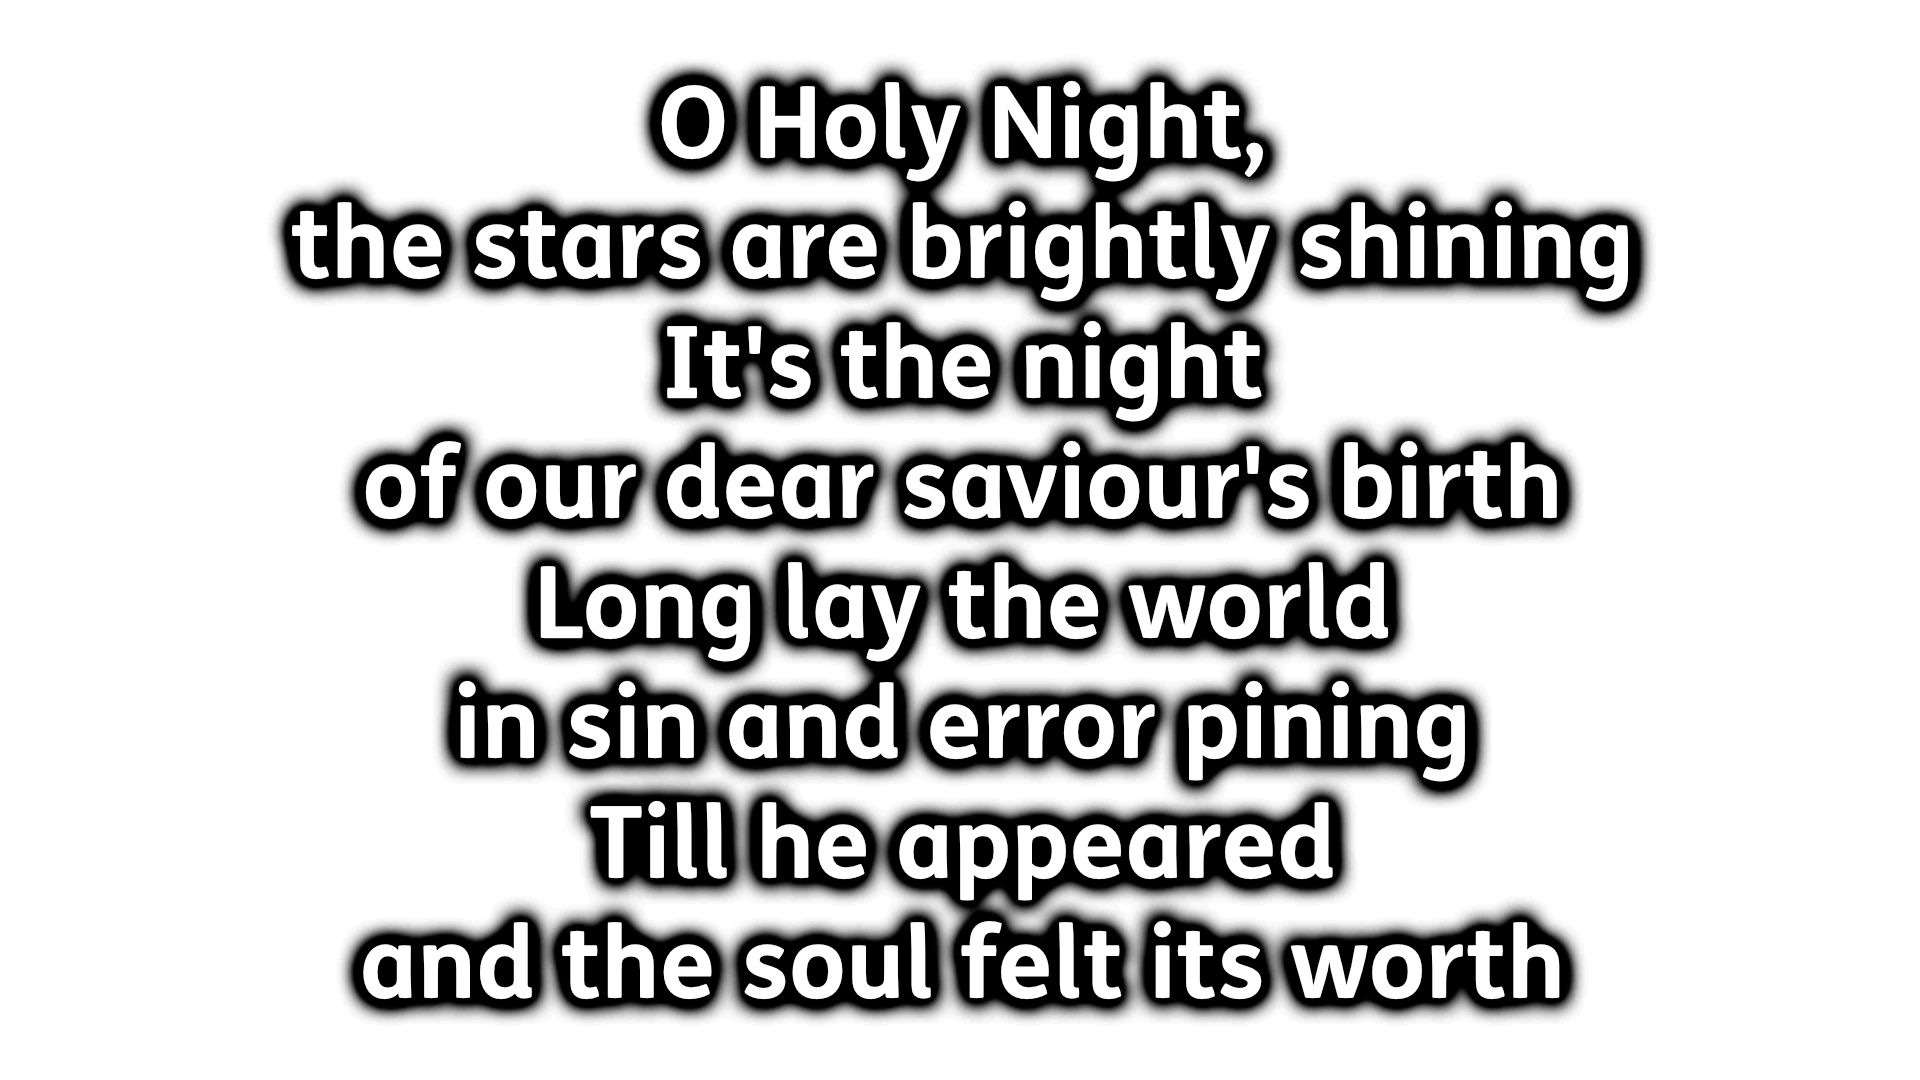 O Holy Night,
the stars are brightly shining
It's the night
of our dear saviour's birth
Long lay the world
in sin and error pining
Till he appeared
and the soul felt its worth